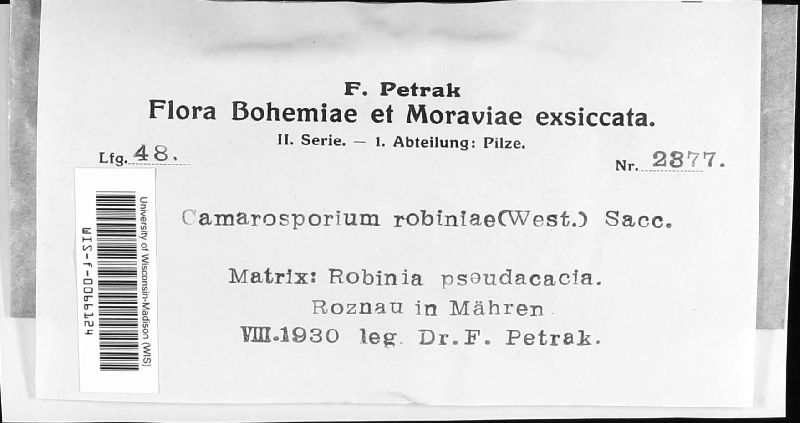 F. Petrak
Flora Bohemiae et Moraviae exsiccata.
II. Serie. — 1. Abteilung: Pilze.
Lfg. 48.
Nr. 2377.
Camarosporium robiniae(West.) Sacc.
Matrix: Robinia pseudacacia.
Roznau in Mähren
VIII.1930 leg. Dr.F. Petrak.
University of Wisconsin-Madison (WIS)
WIS-f-0066124